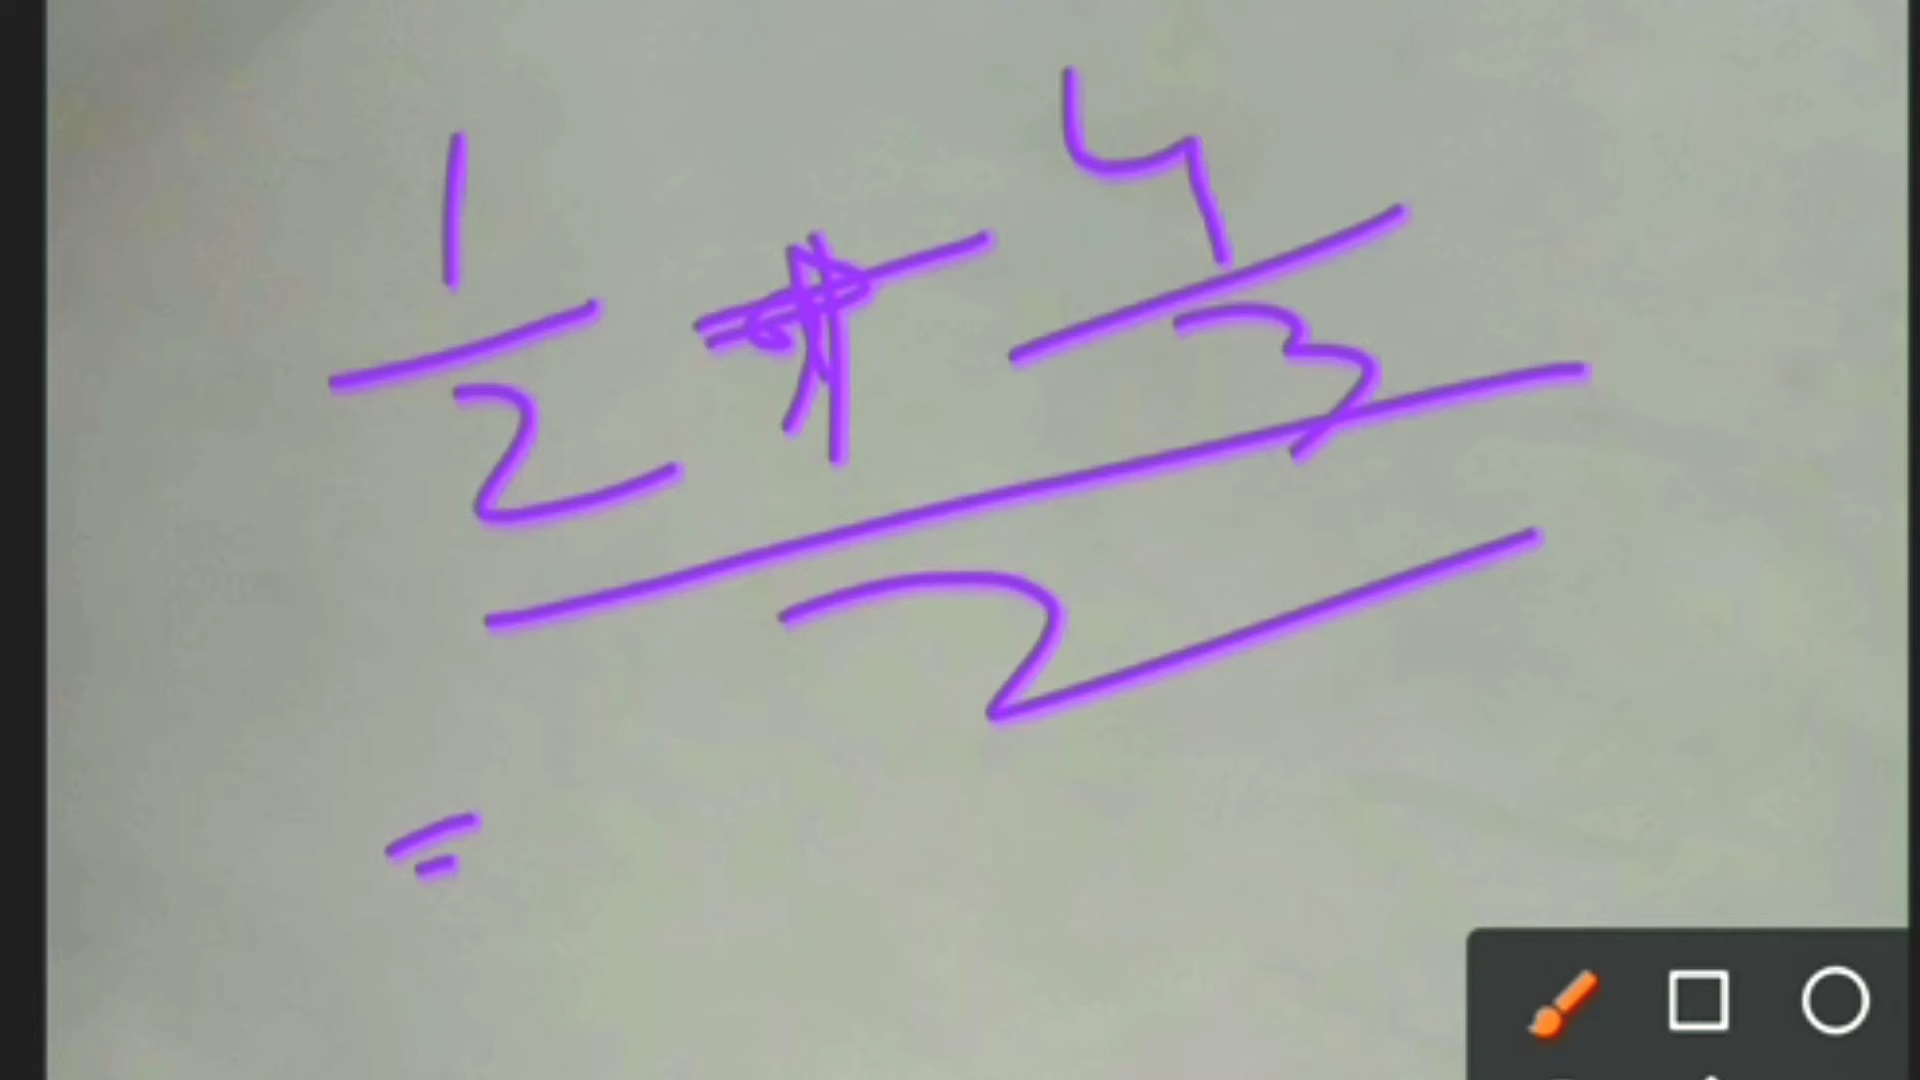 1/2 + 4/3
2
=